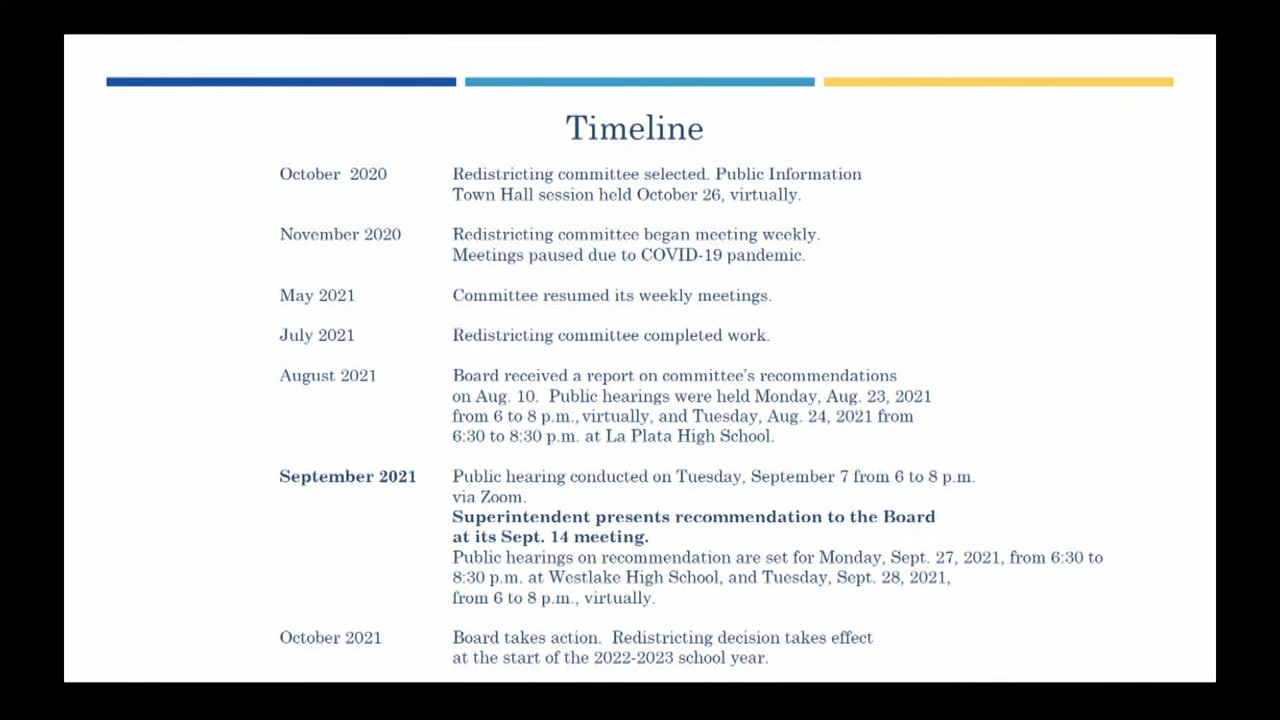 Timeline
October 2020 Redistricting committee selected. Public Information
Town Hall session held October 26, virtually.
November 2020 Redistricting committee began meeting weekly.
Meetings paused due to COVID-19 pandemic.
May 2021 Committee resumed its weekly meetings.
July 2021 Redistricting committee completed work.
August 2021 Board received a report on committee's recommendations
on Aug. 10. Public hearings were held Monday, Aug. 23, 2021
from 6 to 8 p.m., virtually, and Tuesday, Aug. 24, 2021 from
6:30 to 8:30 p.m. at La Plata High School.
September 2021 Public hearing conducted on Tuesday, September 7 from 6 to 8 p.m.
via Zoom.
Superintendent presents recommendation to the Board
at its Sept. 14 meeting.
Public hearings on recommendation are set for Monday, Sept. 27, 2021, from 6:30 to
8:30 p.m. at Westlake High School, and Tuesday, Sept. 28, 2021,
from 6 to 8 p.m., virtually.
October 2021 Board takes action. Redistricting decision takes effect
at the start of the 2022-2023 school year.